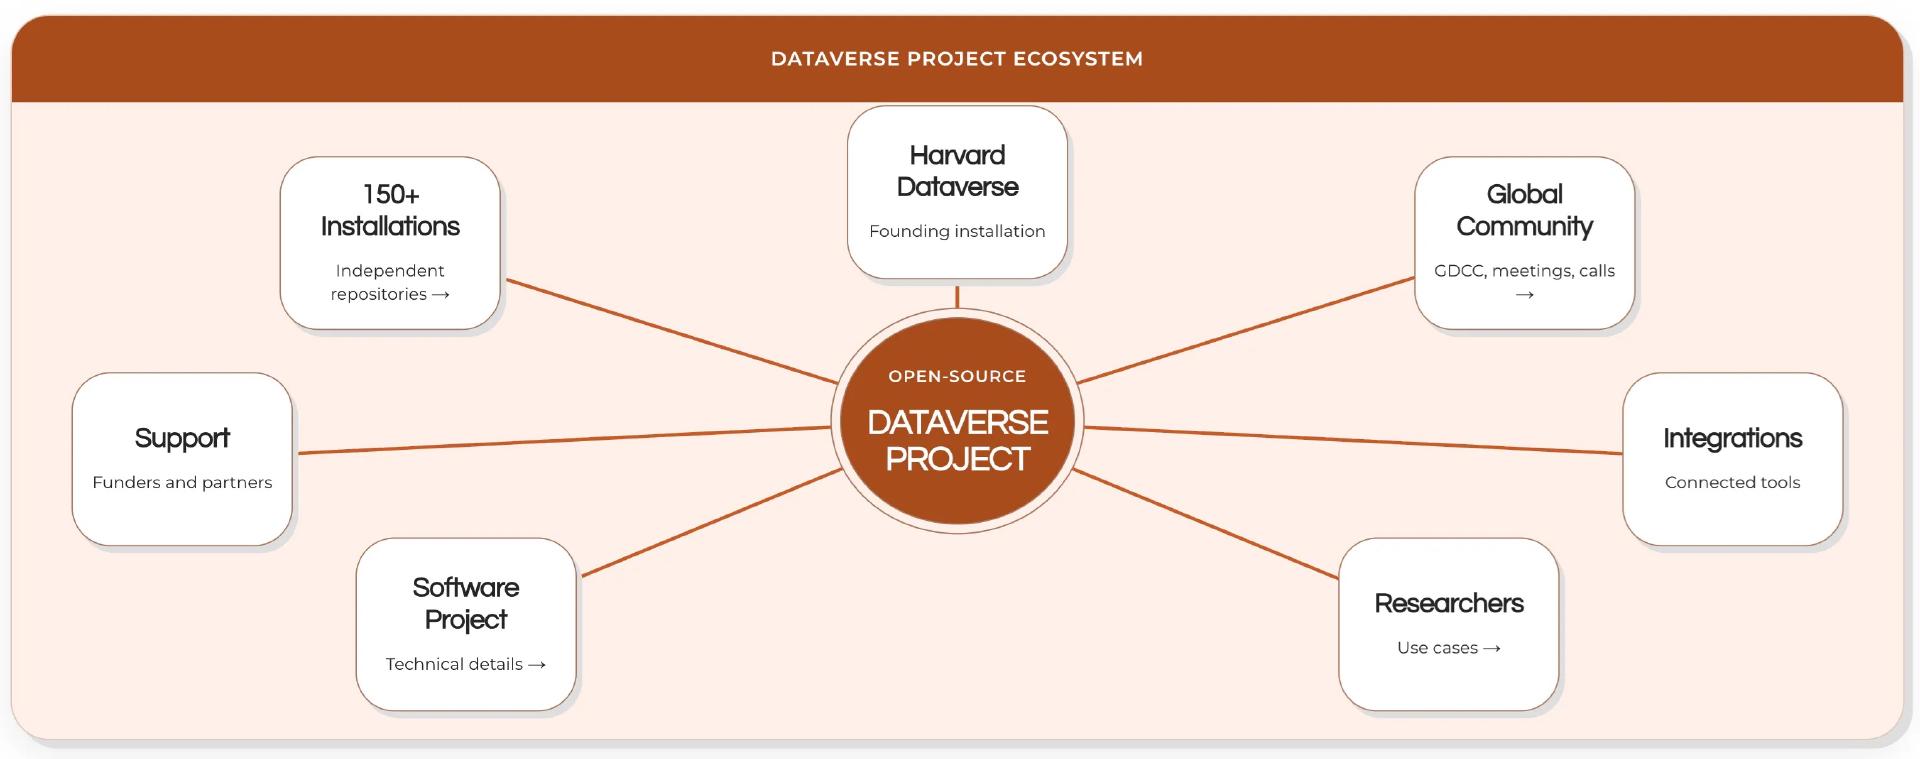 DATAVERSE PROJECT ECOSYSTEM
Harvard
Dataverse
Founding installation
150+
Installations
Independent
repositories →
Global
Community
GDCC, meetings, calls
→
OPEN-SOURCE
DATAVERSE
PROJECT
Support
Funders and partners
Integrations
Connected tools
Software
Project
Technical details →
Researchers
Use cases →